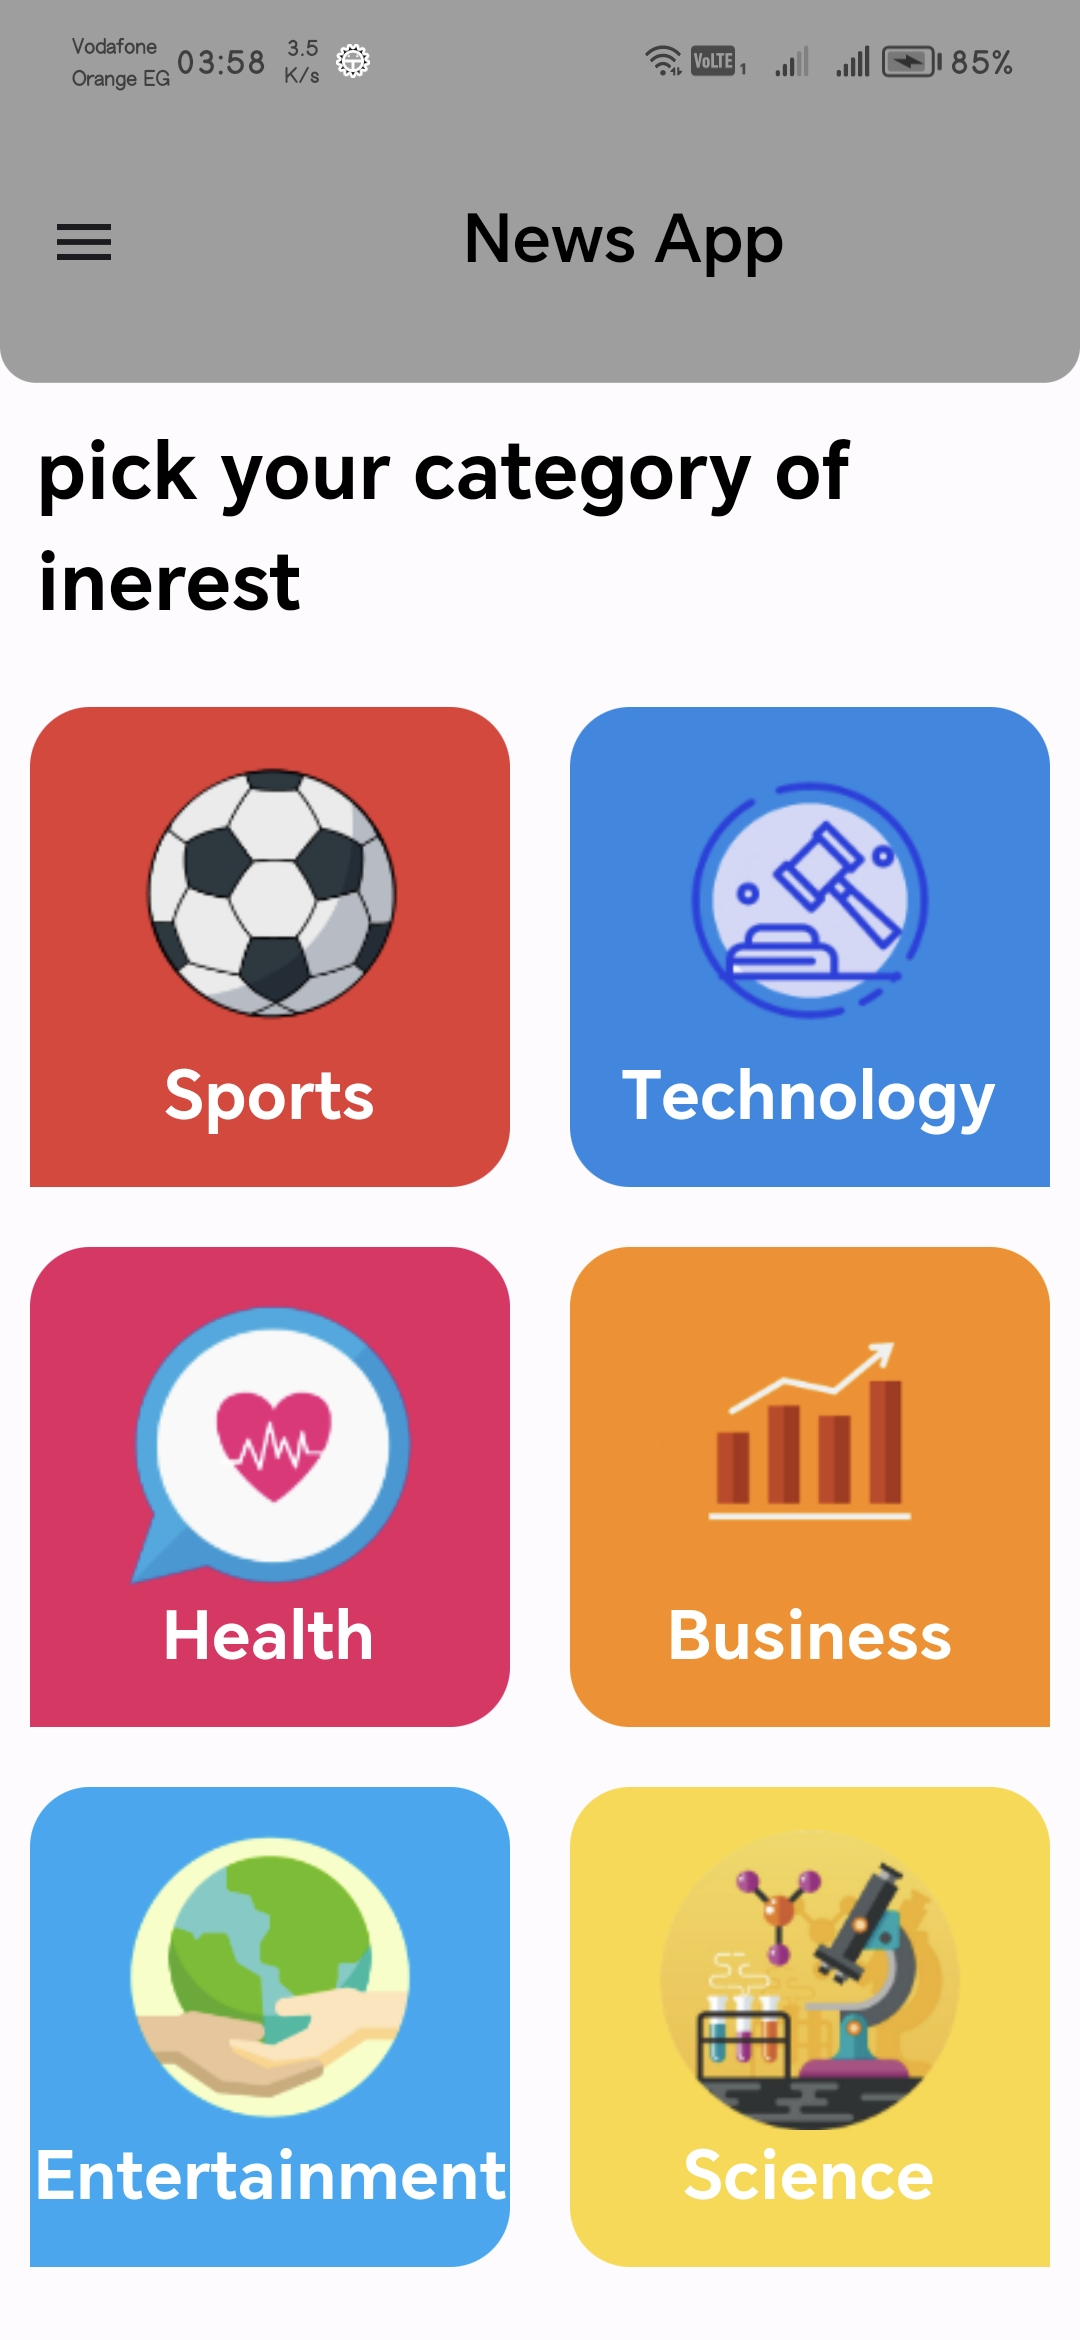 Vodafone
Orange EG
03:58
3.5
K/s
VoLTE 1
85%
News App
pick your category of
inerest
Sports
Technology
Health
Business
Entertainment
Science